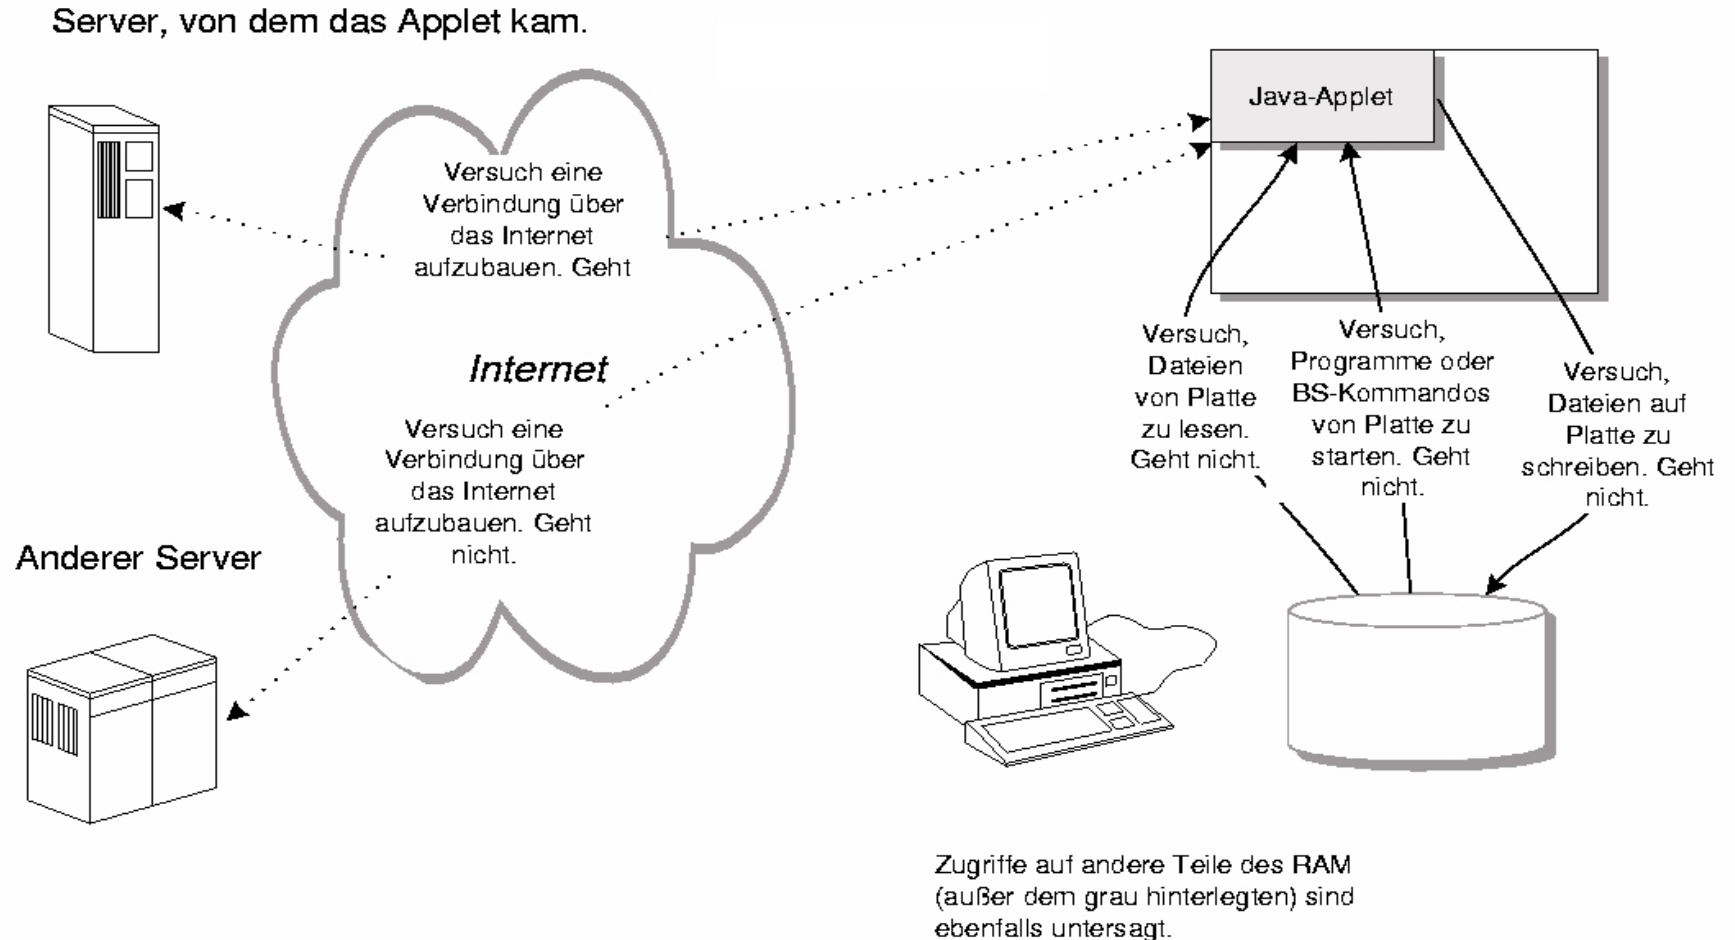 Server, von dem das Applet kam.
Java-Applet
Versuch eine
Verbindung über
das Internet
aufzubauen. Geht
Internet
Versuch eine
Verbindung über
das Internet
aufzubauen. Geht
nicht.
Versuch,
Dateien
von Platte
zu lesen.
Geht nicht.
Versuch,
Programme oder
BS-Kommandos
von Platte zu
starten. Geht
nicht.
Versuch,
Dateien auf
Platte zu
schreiben. Geht
nicht.
Anderer Server
Zugriffe auf andere Teile des RAM
(außer dem grau hinterlegten) sind
ebenfalls untersagt.